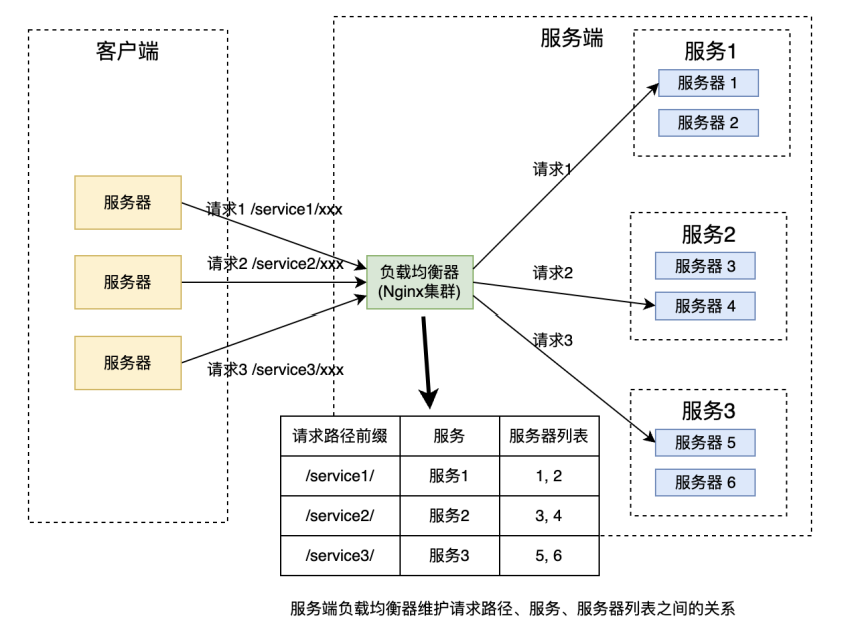 客户端
服务端
服务1
服务器 1
服务器 2
请求1
服务器
请求1 /service1/xxx
服务器
请求2 /service2/xxx
服务器
请求3 /service3/xxx
负载均衡器
(Nginx集群)
请求2
服务2
服务器 3
服务器 4
请求3
服务3
服务器 5
服务器 6
请求路径前缀 服务 服务器列表
/service1/ 服务1 1, 2
/service2/ 服务2 3, 4
/service3/ 服务3 5, 6
服务端负载均衡器维护请求路径、服务、服务器列表之间的关系